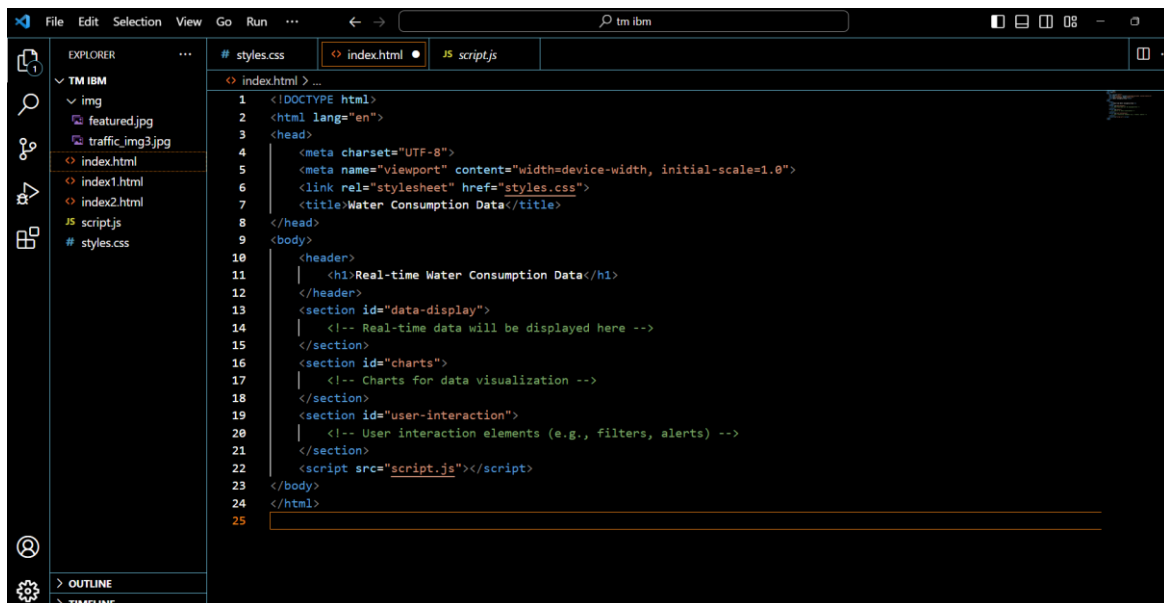 File Edit Selection View Go Run ··· tm ibm
EXPLORER ···
1
TM IBM
img
featured.jpg
traffic_img3.jpg
index.html
index1.html
index2.html
JS script.js
# styles.css
OUTLINE
TIMELINE
# styles.css <> index.html JS script.js
<> index.html > ...
1 <!DOCTYPE html>
2 <html lang="en">
3 <head>
4 <meta charset="UTF-8">
5 <meta name="viewport" content="width=device-width, initial-scale=1.0">
6 <link rel="stylesheet" href="styles.css">
7 <title>Water Consumption Data</title>
8 </head>
9 <body>
10 <header>
11 <h1>Real-time Water Consumption Data</h1>
12 </header>
13 <section id="data-display">
14 <!-- Real-time data will be displayed here -->
15 </section>
16 <section id="charts">
17 <!-- Charts for data visualization -->
18 </section>
19 <section id="user-interaction">
20 <!-- User interaction elements (e.g., filters, alerts) -->
21 </section>
22 <script src="script.js"></script>
23 </body>
24 </html>
25